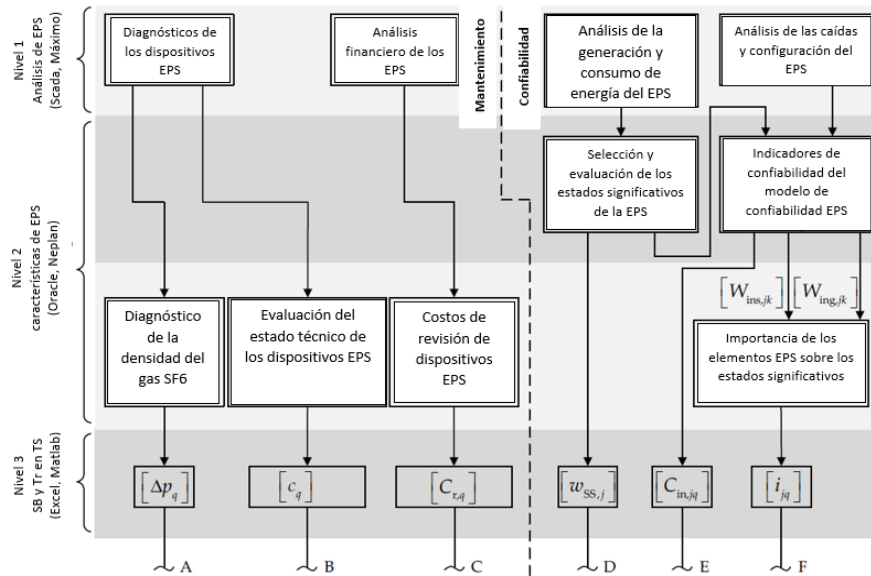 Nivel 1
Análisis de EPS
(Scada, Máximo)
Diagnósticos de
los dispositivos
EPS
Análisis
financiero de los
EPS
Mantenimiento
Confiabilidad
Análisis de la
generación y
consumo de
energía del EPS
Análisis de las caídas
y configuración del
EPS
Nivel 2
características de EPS
(Oracle, Neplan)
Selección y
evaluación de los
estados significativos
de la EPS
Indicadores de
confiabilidad del
modelo de
confiabilidad EPS
[W_ins,jk] [W_ing,jk]
Diagnóstico
de la
densidad del
gas SF6
Evaluación del
estado técnico de
los dispositivos EPS
Costos de
revisión de
dispositivos
EPS
Importancia de los
elementos EPS sobre los
estados significativos
Nivel 3
SB y Tr en TS
(Excel, Matlab)
[Δp_q] [c_q] [C_r,q] [w_SS,j] [C_in,jq] [i_jq]
A B C D E F